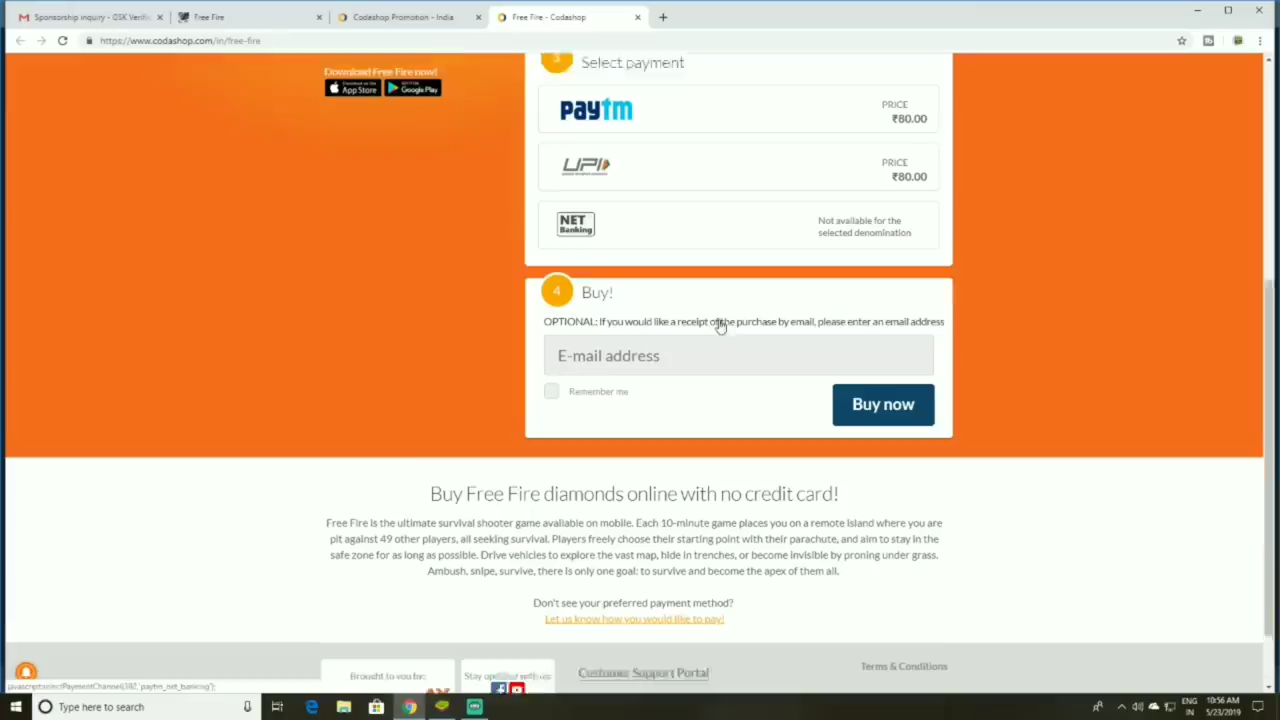 Sponsorship inquiry - GSK Verific
Free Fire
Codashop Promotion - India
Free Fire - Codashop
https://www.codashop.com/in/free-fire
Download Free Fire now!
App Store
Google Play
3
Select payment
paytm
PRICE
₹80.00
UPI
PRICE
₹80.00
NET
Banking
Not available for the
selected denomination
4
Buy!
OPTIONAL: If you would like a receipt of the purchase by email, please enter an email address
E-mail address
Remember me
Buy now
Buy Free Fire diamonds online with no credit card!
Free Fire is the ultimate survival shooter game available on mobile. Each 10-minute game places you on a remote island where you are
pit against 49 other players, all seeking survival. Players freely choose their starting point with their parachute, and aim to stay in the
safe zone for as long as possible. Drive vehicles to explore the vast map, hide in trenches, or become invisible by proning under grass.
Ambush, snipe, survive, there is only one goal: to survive and become the apex of them all.
Don't see your preferred payment method?
Let us know how you would like to pay!
Brought to you by:
Stay updated with us:
Customer Support Portal
Terms & Conditions
Type here to search
ENG
IN
10:56 AM
5/23/2019